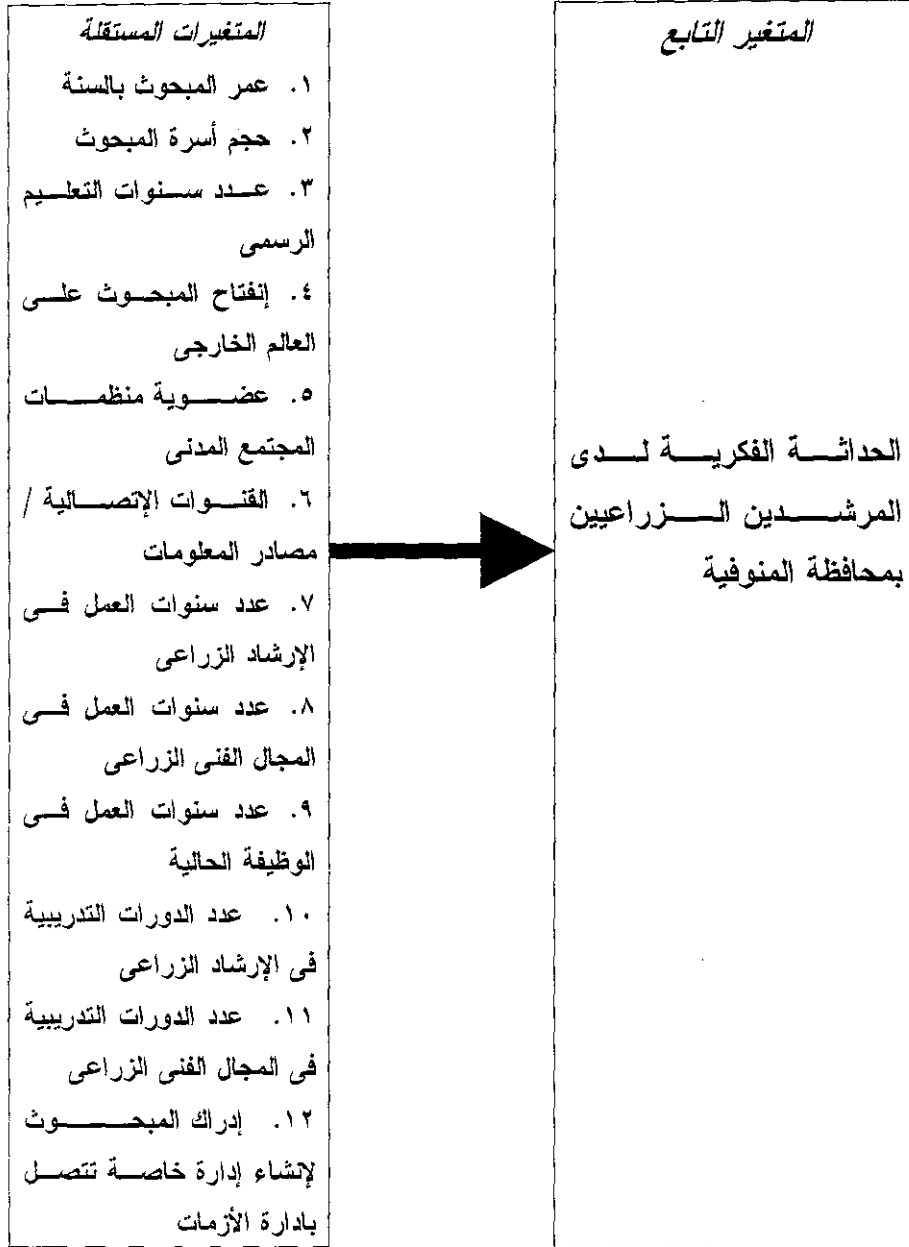 المتغيرات المستقلة
١. عمر المبحوث بالسنة
٢. حجم أسرة المبحوث
٣. عدد سنوات التعليم
الرسمى
٤. إنفتاح المبحوث على
العالم الخارجى
٥. عضوية منظمات
المجتمع المدنى
٦. القنوات الإتصالية /
مصادر المعلومات
٧. عدد سنوات العمل فى
الإرشاد الزراعى
٨. عدد سنوات العمل فى
المجال الفنى الزراعى
٩. عدد سنوات العمل فى
الوظيفة الحالية
١٠. عدد الدورات التدريبية
فى الإرشاد الزراعى
١١. عدد الدورات التدريبية
فى المجال الفنى الزراعى
١٢. إدراك المبحوث
لإنشاء إدارة خاصة تتصل
بادارة الأزمات
المتغير التابع
الحداثة الفكرية لدى
المرشدين الزراعيين
بمحافظة المنوفية